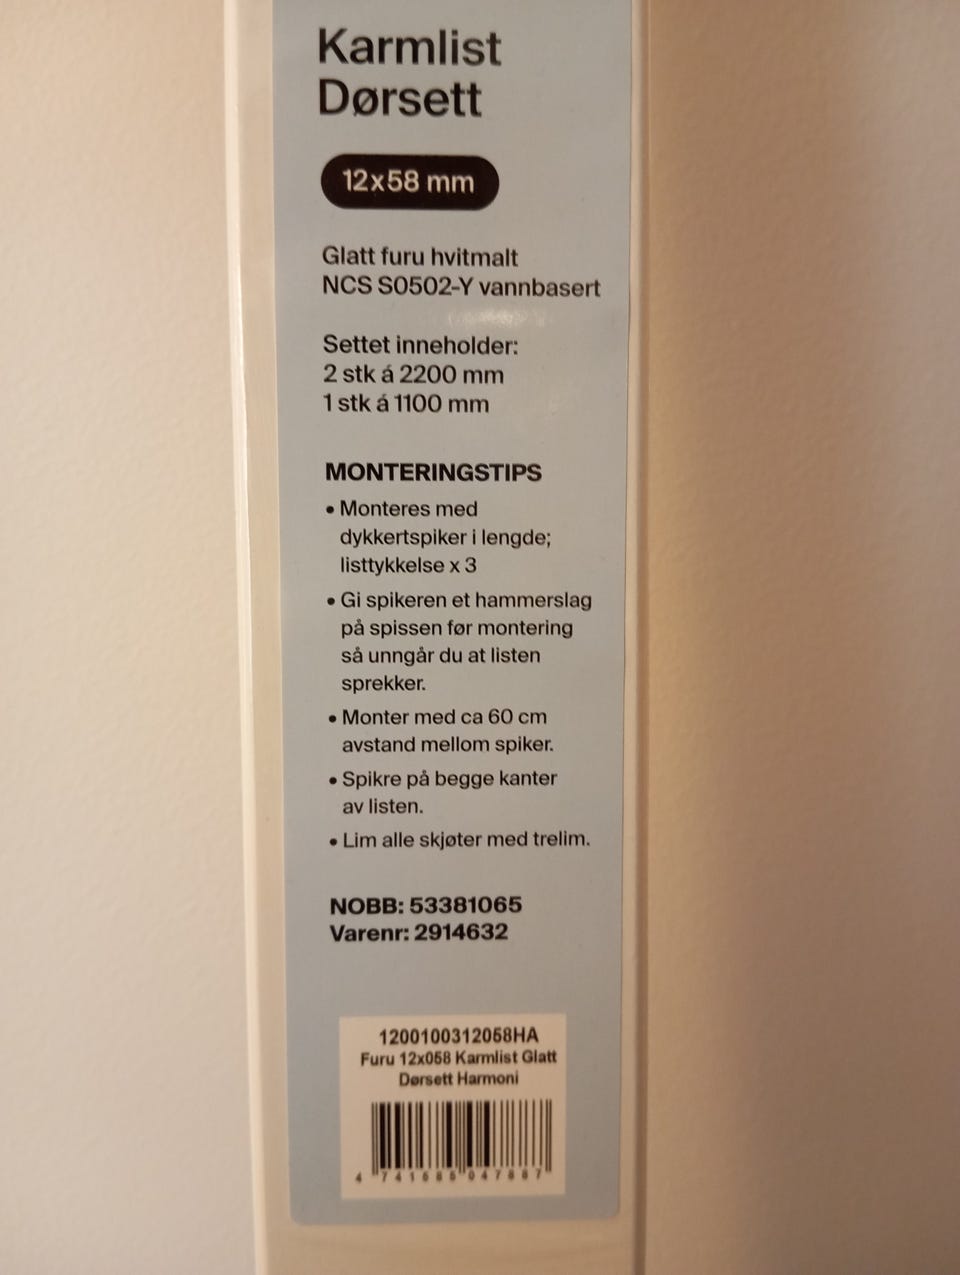 Karmlist
Dørsett
12x58 mm
Glatt furu hvitmalt
NCS S0502-Y vannbasert
Settet inneholder:
2 stk á 2200 mm
1 stk á 1100 mm
MONTERINGSTIPS
• Monteres med
dykkertspiker i lengde;
listtykkelse x 3
• Gi spikeren et hammerslag
på spissen før montering
så unngår du at listen
sprekker.
• Monter med ca 60 cm
avstand mellom spiker.
• Spikre på begge kanter
av listen.
• Lim alle skjøter med trelim.
NOBB: 53381065
Varenr: 2914632
1200100312058HA
Furu 12x058 Karmlist Glatt
Dørsett Harmoni